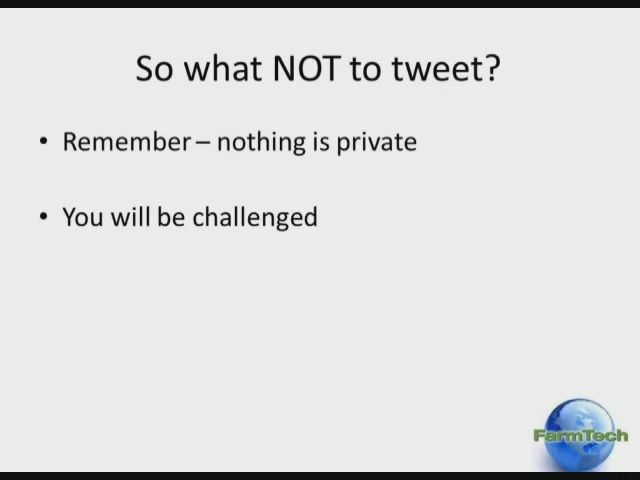 So what NOT to tweet?
• Remember – nothing is private
• You will be challenged
FarmTech